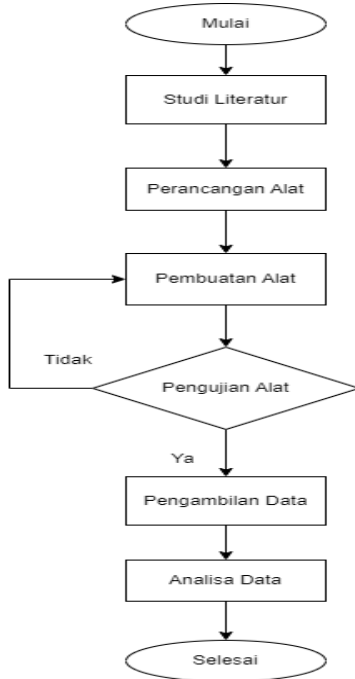 Mulai
Studi Literatur
Perancangan Alat
Pembuatan Alat
Tidak
Pengujian Alat
Ya
Pengambilan Data
Analisa Data
Selesai